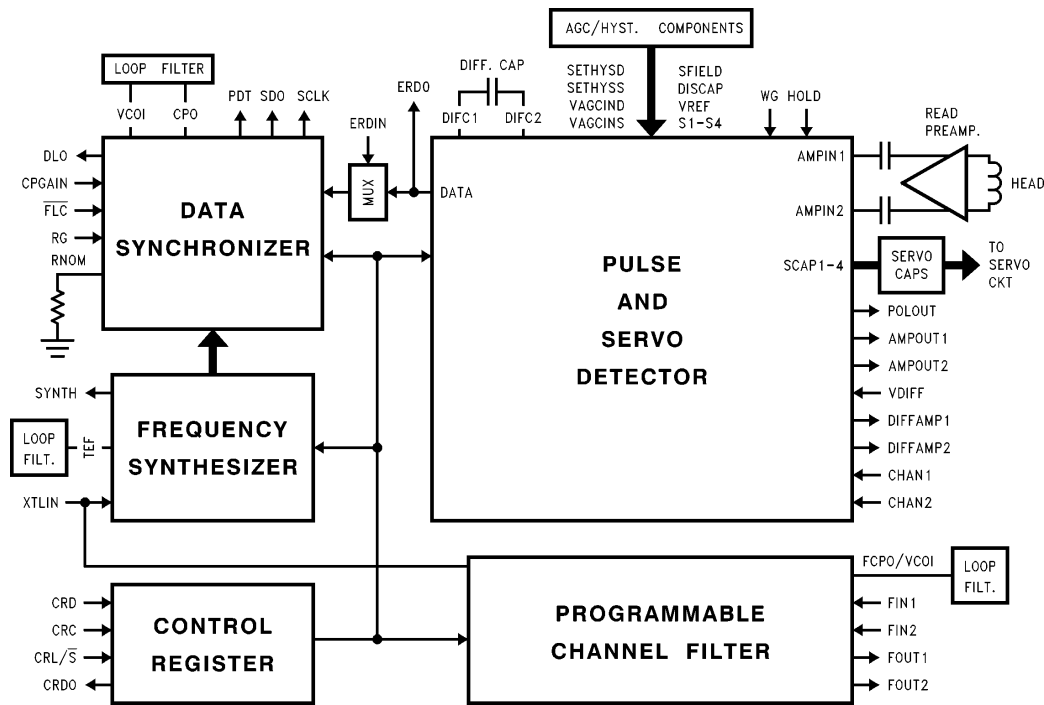 AGC/HYST. COMPONENTS
LOOP FILTER
DIFF. CAP
SETHYSD
SETHYSS
VAGCIND
VAGCINS
SFIELD
DISCAP
VREF
S1-S4
VCOI
CPO
PDT
SDO
SCLK
ERDO
ERDIN
DIFC1
DIFC2
WG
HOLD
READ
PREAMP.
DLO
CPGAIN
FLC
RG
RNOM
DATA
SYNCHRONIZER
MUX
DATA
PULSE
AND
SERVO
DETECTOR
AMPIN1
AMPIN2
HEAD
SCAP1-4
SERVO
CAPS
TO
SERVO
CKT
POLOUT
AMPOUT1
AMPOUT2
VDIFF
DIFFAMP1
DIFFAMP2
CHAN1
CHAN2
SYNTH
LOOP
FILT.
TEF
XTLIN
FREQUENCY
SYNTHESIZER
CRD
CRC
CRL/S̅
CRDO
CONTROL
REGISTER
PROGRAMMABLE
CHANNEL FILTER
FCPO/VCOI
LOOP
FILT.
FIN1
FIN2
FOUT1
FOUT2